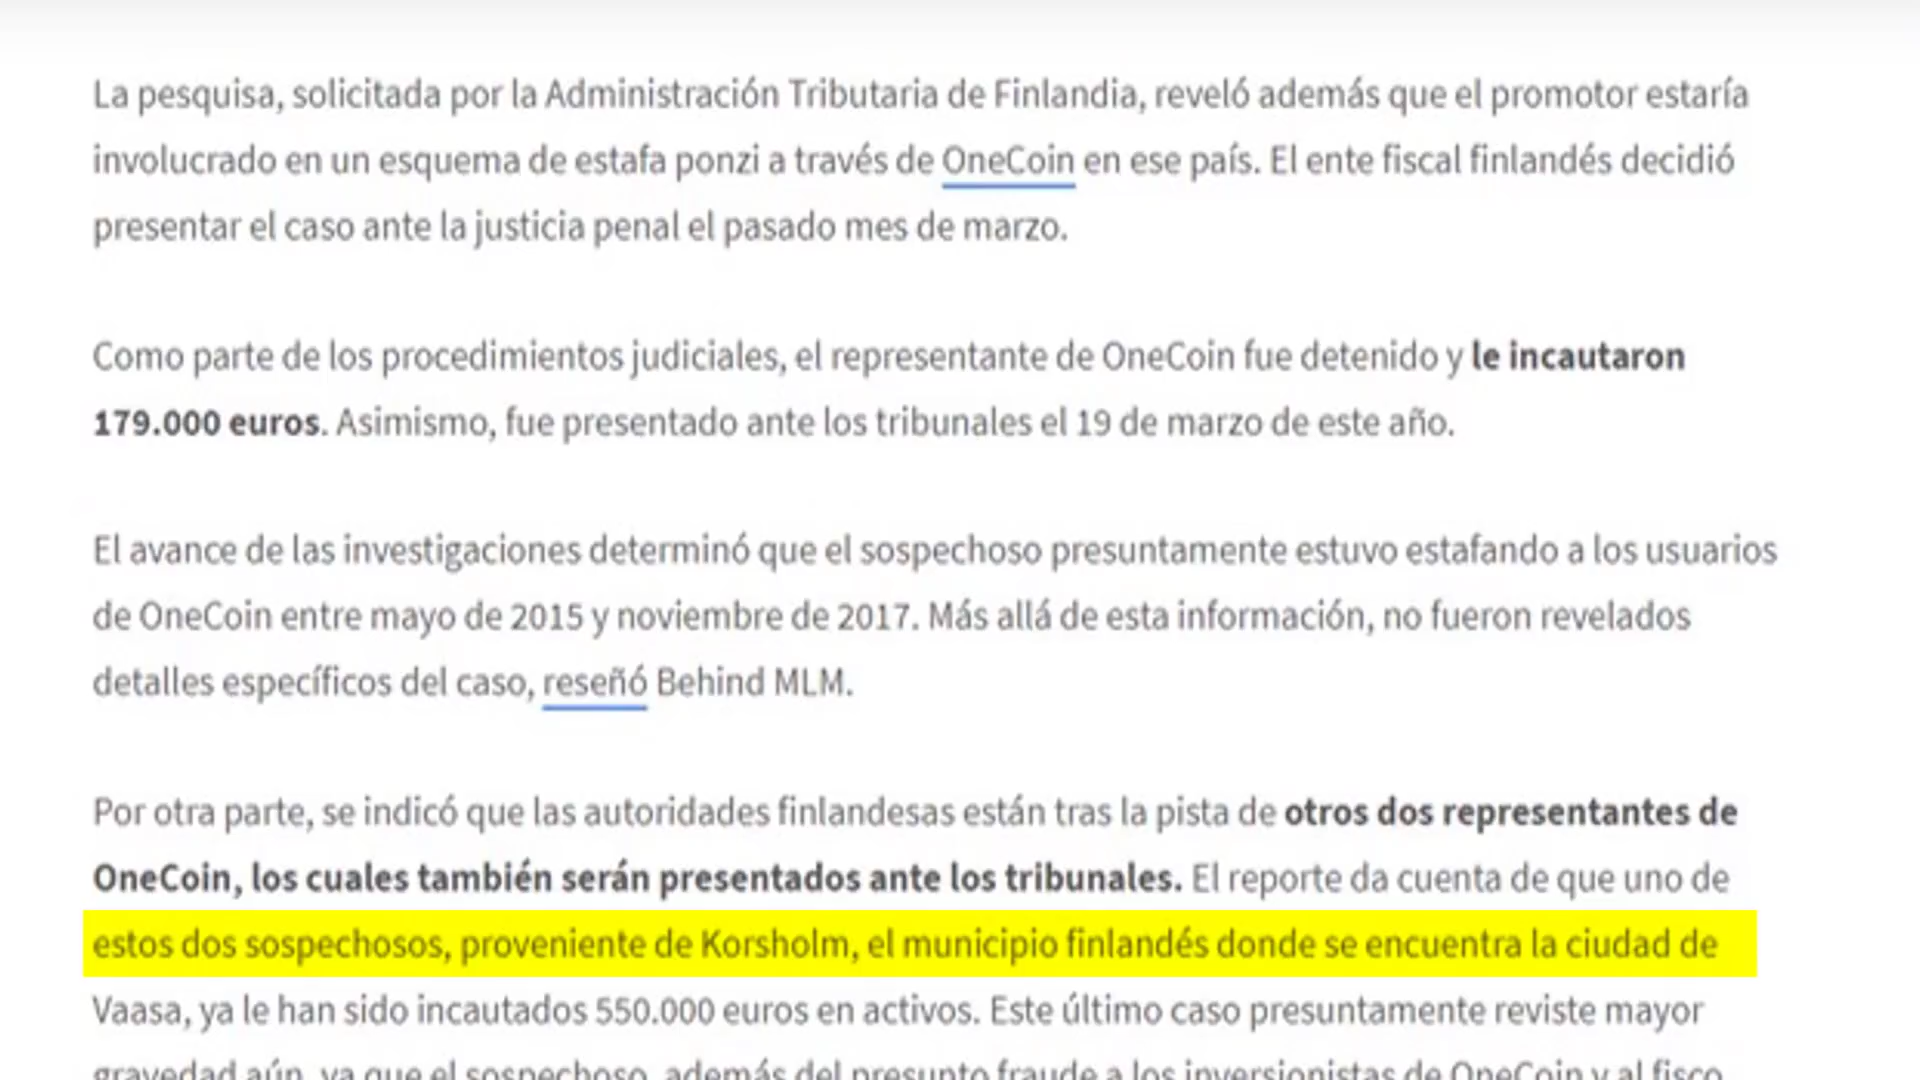 La pesquisa, solicitada por la Administración Tributaria de Finlandia, reveló además que el promotor estaría
involucrado en un esquema de estafa ponzi a través de OneCoin en ese país. El ente fiscal finlandés decidió
presentar el caso ante la justicia penal el pasado mes de marzo.
Como parte de los procedimientos judiciales, el representante de OneCoin fue detenido y le incautaron
179.000 euros. Asimismo, fue presentado ante los tribunales el 19 de marzo de este año.
El avance de las investigaciones determinó que el sospechoso presuntamente estuvo estafando a los usuarios
de OneCoin entre mayo de 2015 y noviembre de 2017. Más allá de esta información, no fueron revelados
detalles específicos del caso, reseñó Behind MLM.
Por otra parte, se indicó que las autoridades finlandesas están tras la pista de otros dos representantes de
OneCoin, los cuales también serán presentados ante los tribunales. El reporte da cuenta de que uno de
estos dos sospechosos, proveniente de Korsholm, el municipio finlandés donde se encuentra la ciudad de
Vaasa, ya le han sido incautados 550.000 euros en activos. Este último caso presuntamente reviste mayor
gravedad aún, ya que el sospechoso, además del presunto fraude a los inversionistas de OneCoin y al fisco